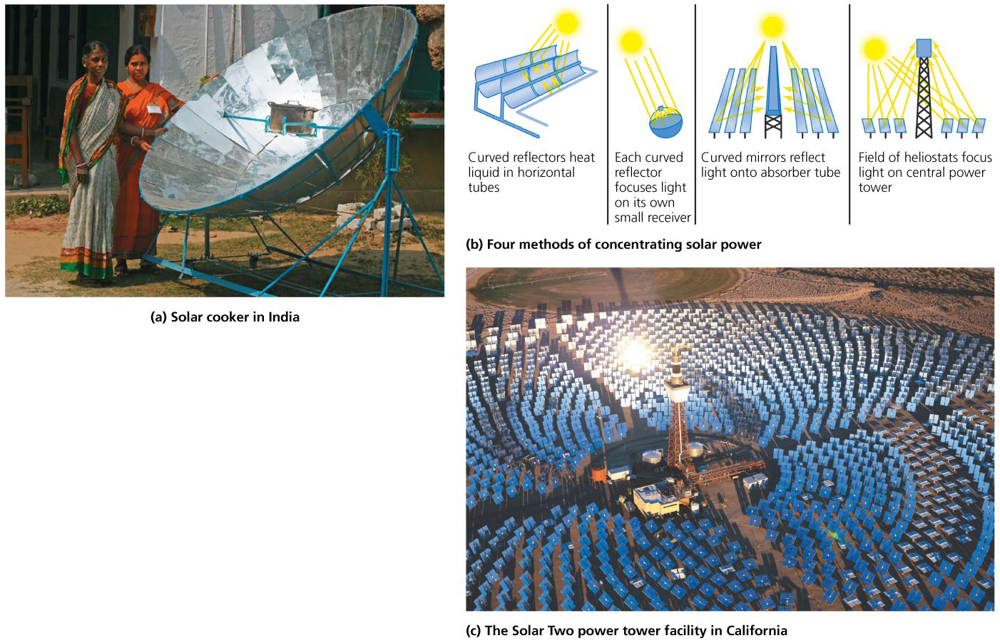 (a) Solar cooker in India
Curved reflectors heat
liquid in horizontal
tubes
Each curved
reflector
focuses light
on its own
small receiver
Curved mirrors reflect
light onto absorber tube
Field of heliostats focus
light on central power
tower
(b) Four methods of concentrating solar power
(c) The Solar Two power tower facility in California